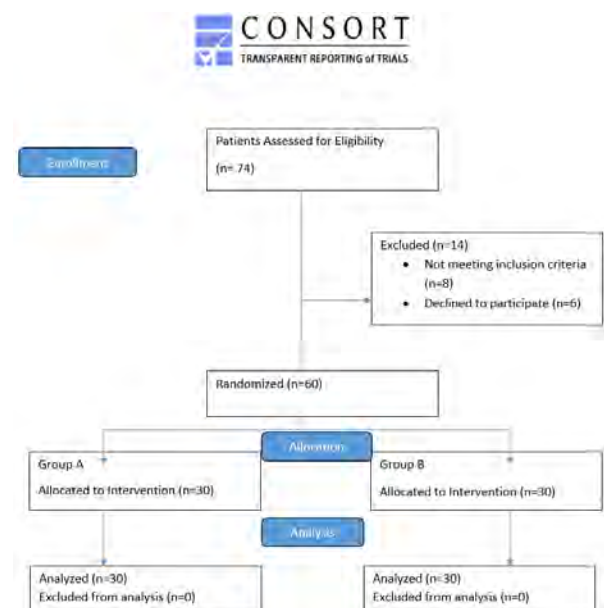 CONSORT
TRANSPARENT REPORTING of TRIALS
Patients Assessed for Eligibility
(n= 74)
Enrollment
Excluded (n=14)
• Not meeting inclusion criteria
(n=8)
• Declined to participate (n=6)
Randomized (n=60)
Allocation
Group A
Allocated to Intervention (n=30)
Group B
Allocated to Intervention (n=30)
Analysis
Analyzed (n=30)
Excluded from analysis (n=0)
Analyzed (n=30)
Excluded from analysis (n=0)